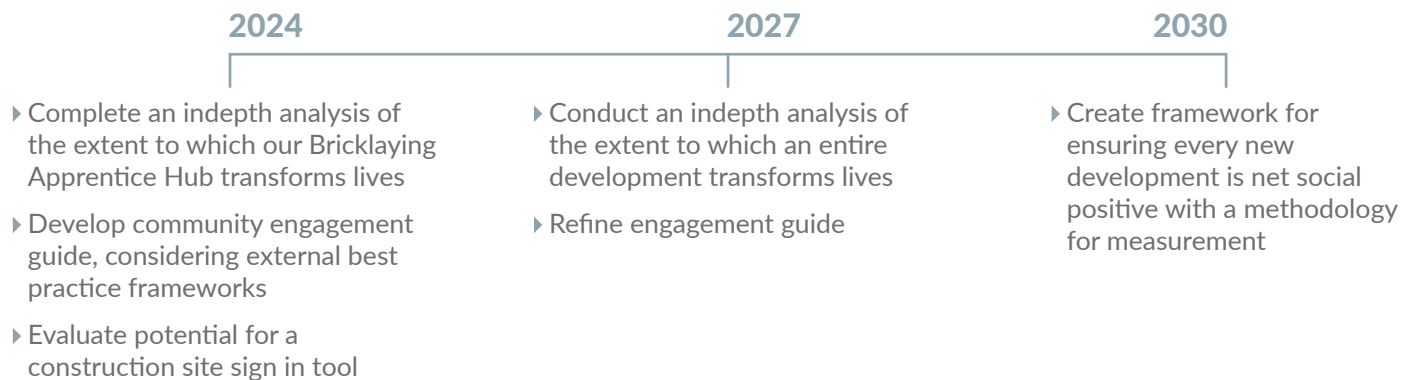 2024
Complete an indepth analysis of
the extent to which our Bricklaying
Apprentice Hub transforms lives
Develop community engagement
guide, considering external best
practice frameworks
Evaluate potential for a
construction site sign in tool
2027
Conduct an indepth analysis of
the extent to which an entire
development transforms lives
Refine engagement guide
2030
Create framework for
ensuring every new
development is net social
positive with a methodology
for measurement